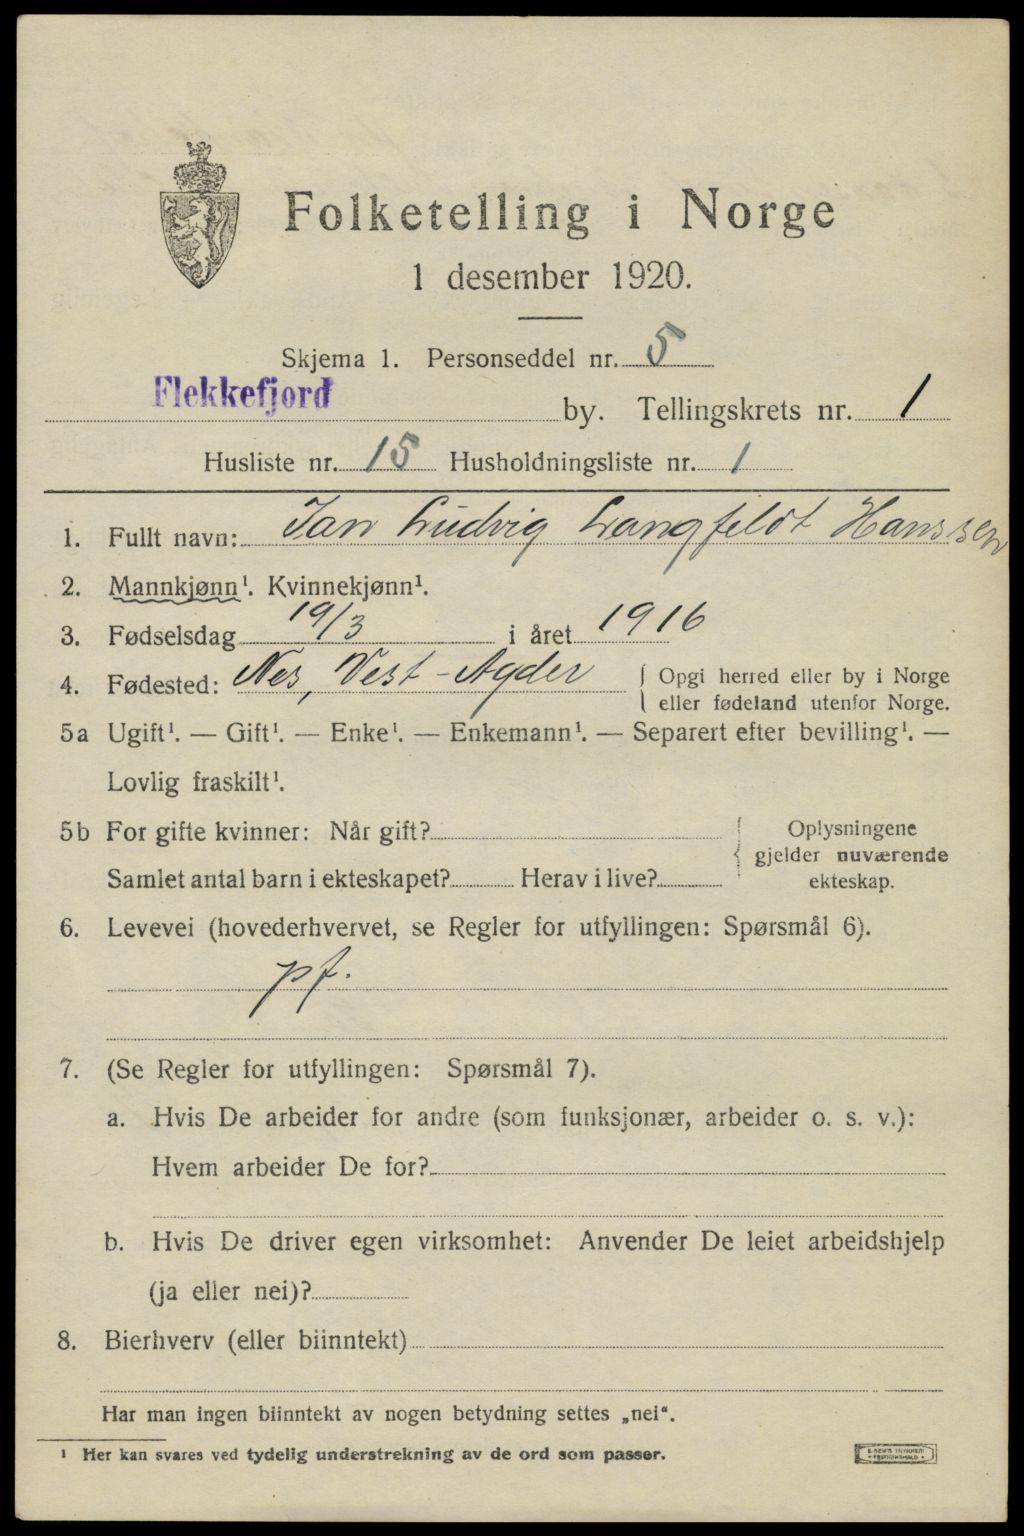 Folketelling i Norge
1 desember 1920.
Skjema 1. Personseddel nr. 5
Flekkefjord by. Tellingskrets nr. 1
Husliste nr. 15 Husholdningsliste nr. 1
1. Fullt navn: Jan Ludvig Langfeldt Hanssen
2. Mannkjønn¹. Kvinnekjønn¹.
3. Fødselsdag 19/3 i året 1916
4. Fødested: Nes, Vest-Agder { Opgi herred eller by i Norge
eller fødeland utenfor Norge.
5a Ugift¹. — Gift¹. — Enke¹. — Enkemann¹. — Separert efter bevilling¹. —
Lovlig fraskilt¹.
5b For gifte kvinner: Når gift? { Oplysningene
gjelder nuværende
Samlet antal barn i ekteskapet? Herav i live? ekteskap.
6. Levevei (hovederhvervet, se Regler for utfyllingen: Spørsmål 6).
pf.
7. (Se Regler for utfyllingen: Spørsmål 7).
a. Hvis De arbeider for andre (som funksjonær, arbeider o. s. v.):
Hvem arbeider De for?
b. Hvis De driver egen virksomhet: Anvender De leiet arbeidshjelp
(ja eller nei)?
8. Bierhverv (eller biinntekt)
Har man ingen biinntekt av nogen betydning settes „nei“.
¹ Her kan svares ved tydelig understrekning av de ord som passer.